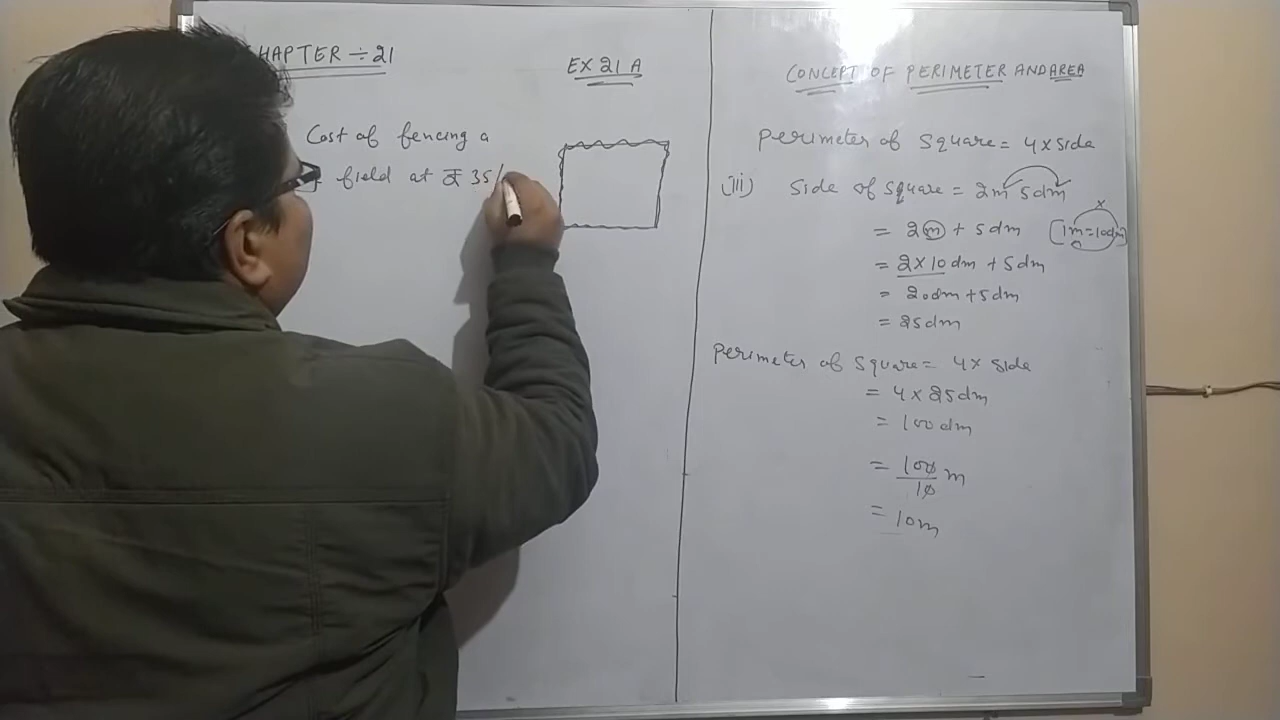 HAPTER ÷ 21
EX 21 A
Cost of fencing a
field at ₹ 35/
CONCEPT OF PERIMETER AND AREA
Perimeter of Square = 4 x side
(iii) Side of square = 2m 5dm
= 2m + 5dm [1m = 10dm]
x
= 2 x 10 dm + 5dm
= 20dm + 5dm
= 25dm
Perimeter of square = 4 x side
= 4 x 25dm
= 100 dm
= 100/10 m
= 10m